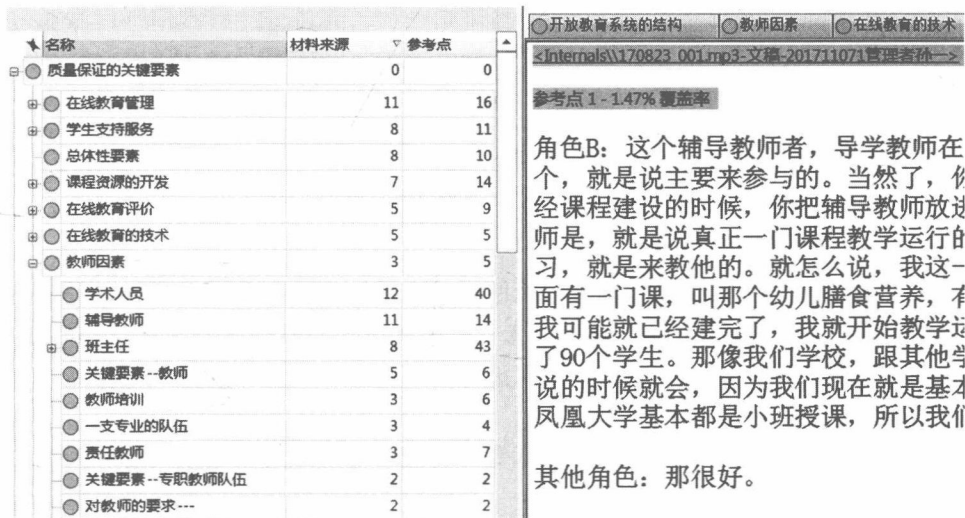 名称 材料来源 参考点
质量保证的关键要素 0 0
在线教育管理 11 16
学生支持服务 8 11
总体性要素 8 10
课程资源的开发 7 14
在线教育评价 5 9
在线教育的技术 5 5
教师因素 3 5
学术人员 12 40
辅导教师 11 14
班主任 8 43
关键要素--教师 5 6
教师培训 3 6
一支专业的队伍 3 4
责任教师 3 7
关键要素--专职教师队伍 2 2
对教师的要求--- 2 2
开放教育系统的结构 教师因素 在线教育的技术
<Internals\\170823_001.mp3-文稿-201711071管理者孙一>
参考点 1 - 1.47% 覆盖率
角色B：这个辅导教师者，导学教师在
个，就是说主要来参与的。当然了，你
经课程建设的时候，你把辅导教师放进
师是，就是说真正一门课程教学运行的
习，就是来教他的。就怎么说，我这一
面有一门课，叫那个幼儿膳食营养，有
我可能就已经建完了，我就开始教学运
了90个学生。那像我们学校，跟其他学
说的时候就会，因为我们现在就是基本
凤凰大学基本都是小班授课，所以我们
其他角色：那很好。